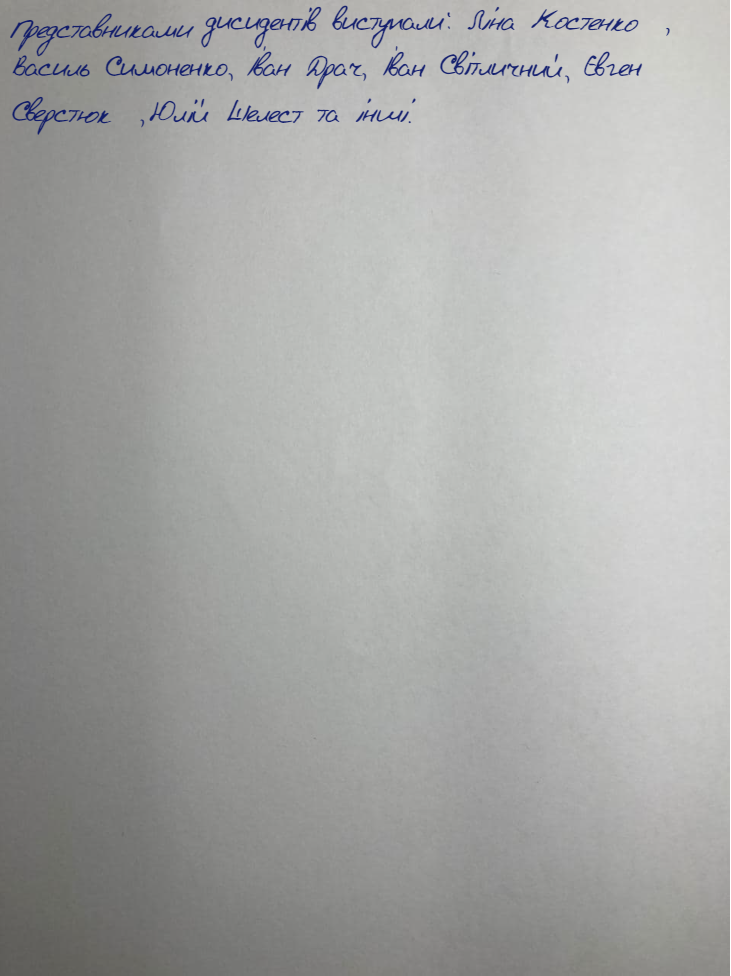 Представниками дисидентів виступали: Ліна Костенко ,
Василь Симоненко, Іван Драч, Іван Світличний, Євген
Сверстюк , Юлій Шелест та інші.